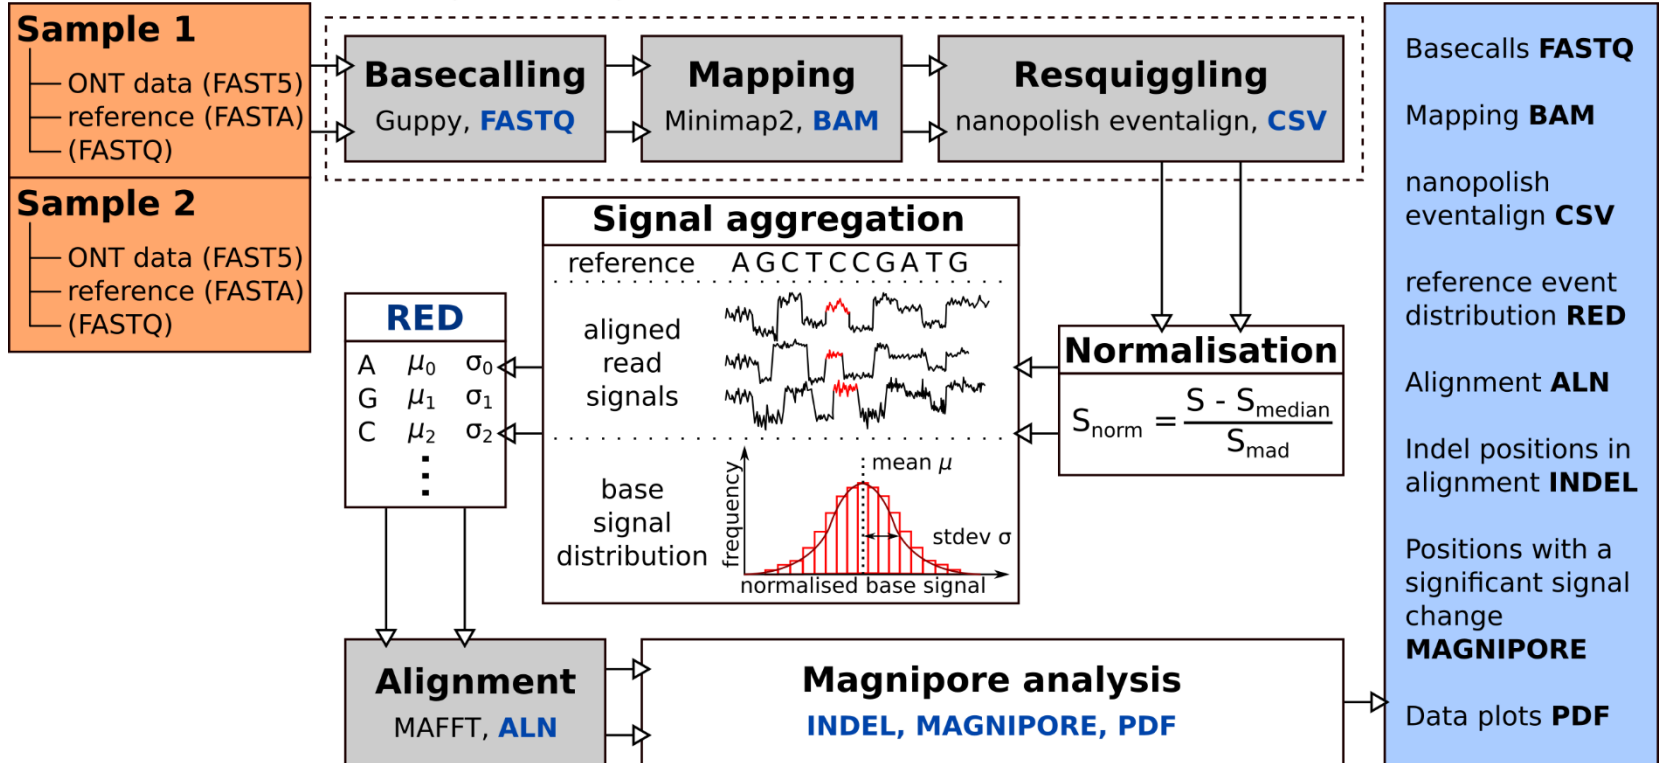 Sample 1
ONT data (FAST5)
reference (FASTA)
(FASTQ)
Sample 2
ONT data (FAST5)
reference (FASTA)
(FASTQ)
Basecalling
Guppy, FASTQ
Mapping
Minimap2, BAM
Resquiggling
nanopolish eventalign, CSV
Normalisation
S_norm = (S - S_median) / S_mad
Signal aggregation
reference A G C T C C G A T G
aligned
read
signals
base
signal
distribution
frequency
mean μ
stdev σ
normalised base signal
RED
A μ₀ σ₀
G μ₁ σ₁
C μ₂ σ₂
⋮
Alignment
MAFFT, ALN
Magnipore analysis
INDEL, MAGNIPORE, PDF
Basecalls FASTQ
Mapping BAM
nanopolish
eventalign CSV
reference event
distribution RED
Alignment ALN
Indel positions in
alignment INDEL
Positions with a
significant signal
change
MAGNIPORE
Data plots PDF